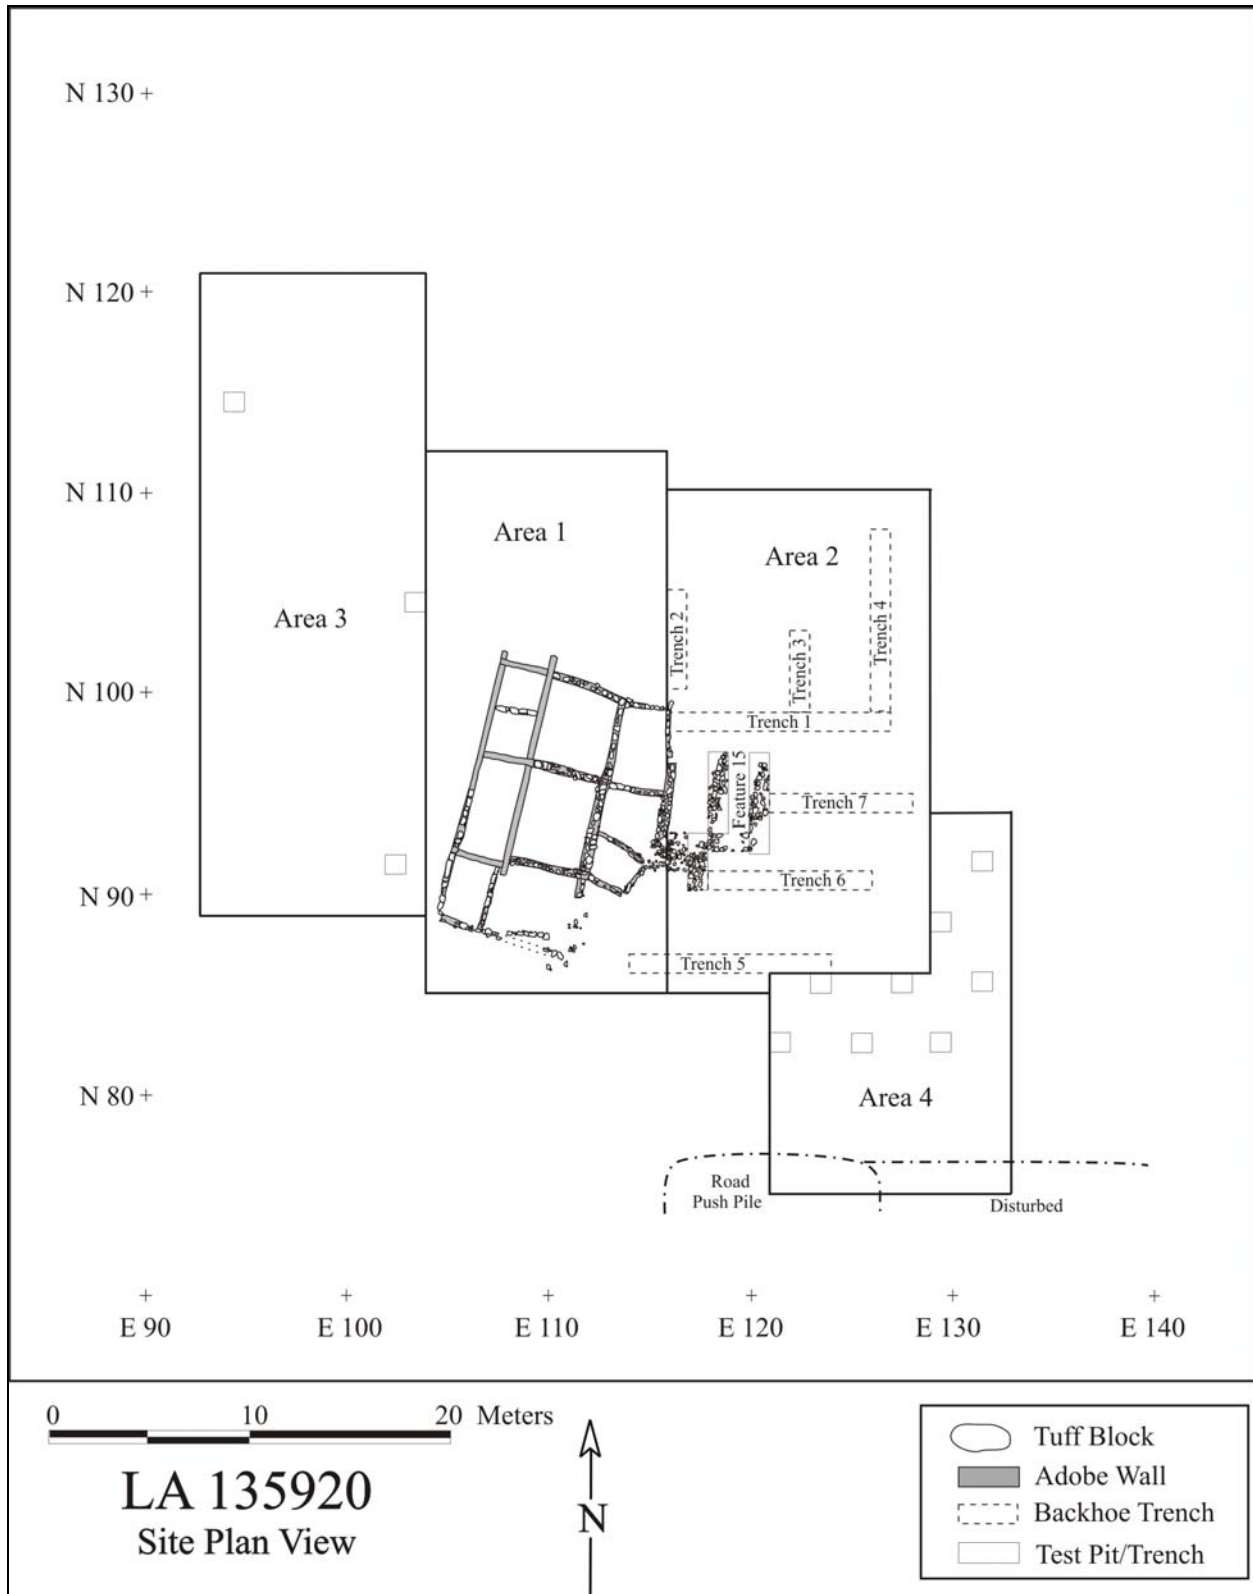 N 130
N 120
N 110
N 100
N 90
N 80
Area 1
Area 2
Area 3
Trench 2
Trench 3
Trench 4
Trench 1
Feature 15
Trench 7
Trench 6
Trench 5
Area 4
Road
Push Pile
Disturbed
E 90
E 100
E 110
E 120
E 130
E 140
0 10 20 Meters
LA 135920
Site Plan View
N
Tuff Block
Adobe Wall
Backhoe Trench
Test Pit/Trench